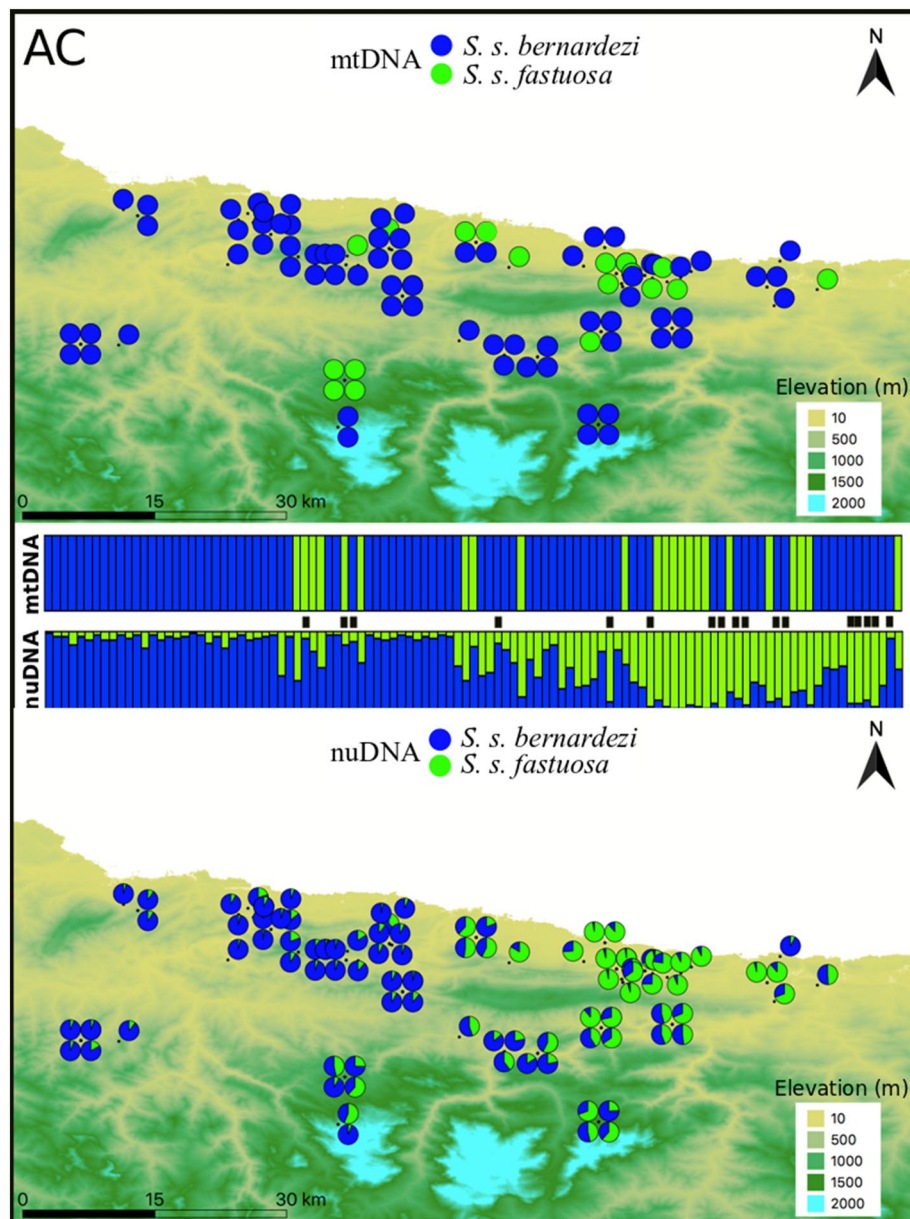 AC
N
mtDNA
S. s. bernardezi
S. s. fastuosa
Elevation (m)
10
500
1000
1500
2000
0 15 30 km
mtDNA
nuDNA
N
nuDNA
S. s. bernardezi
S. s. fastuosa
Elevation (m)
10
500
1000
1500
2000
0 15 30 km